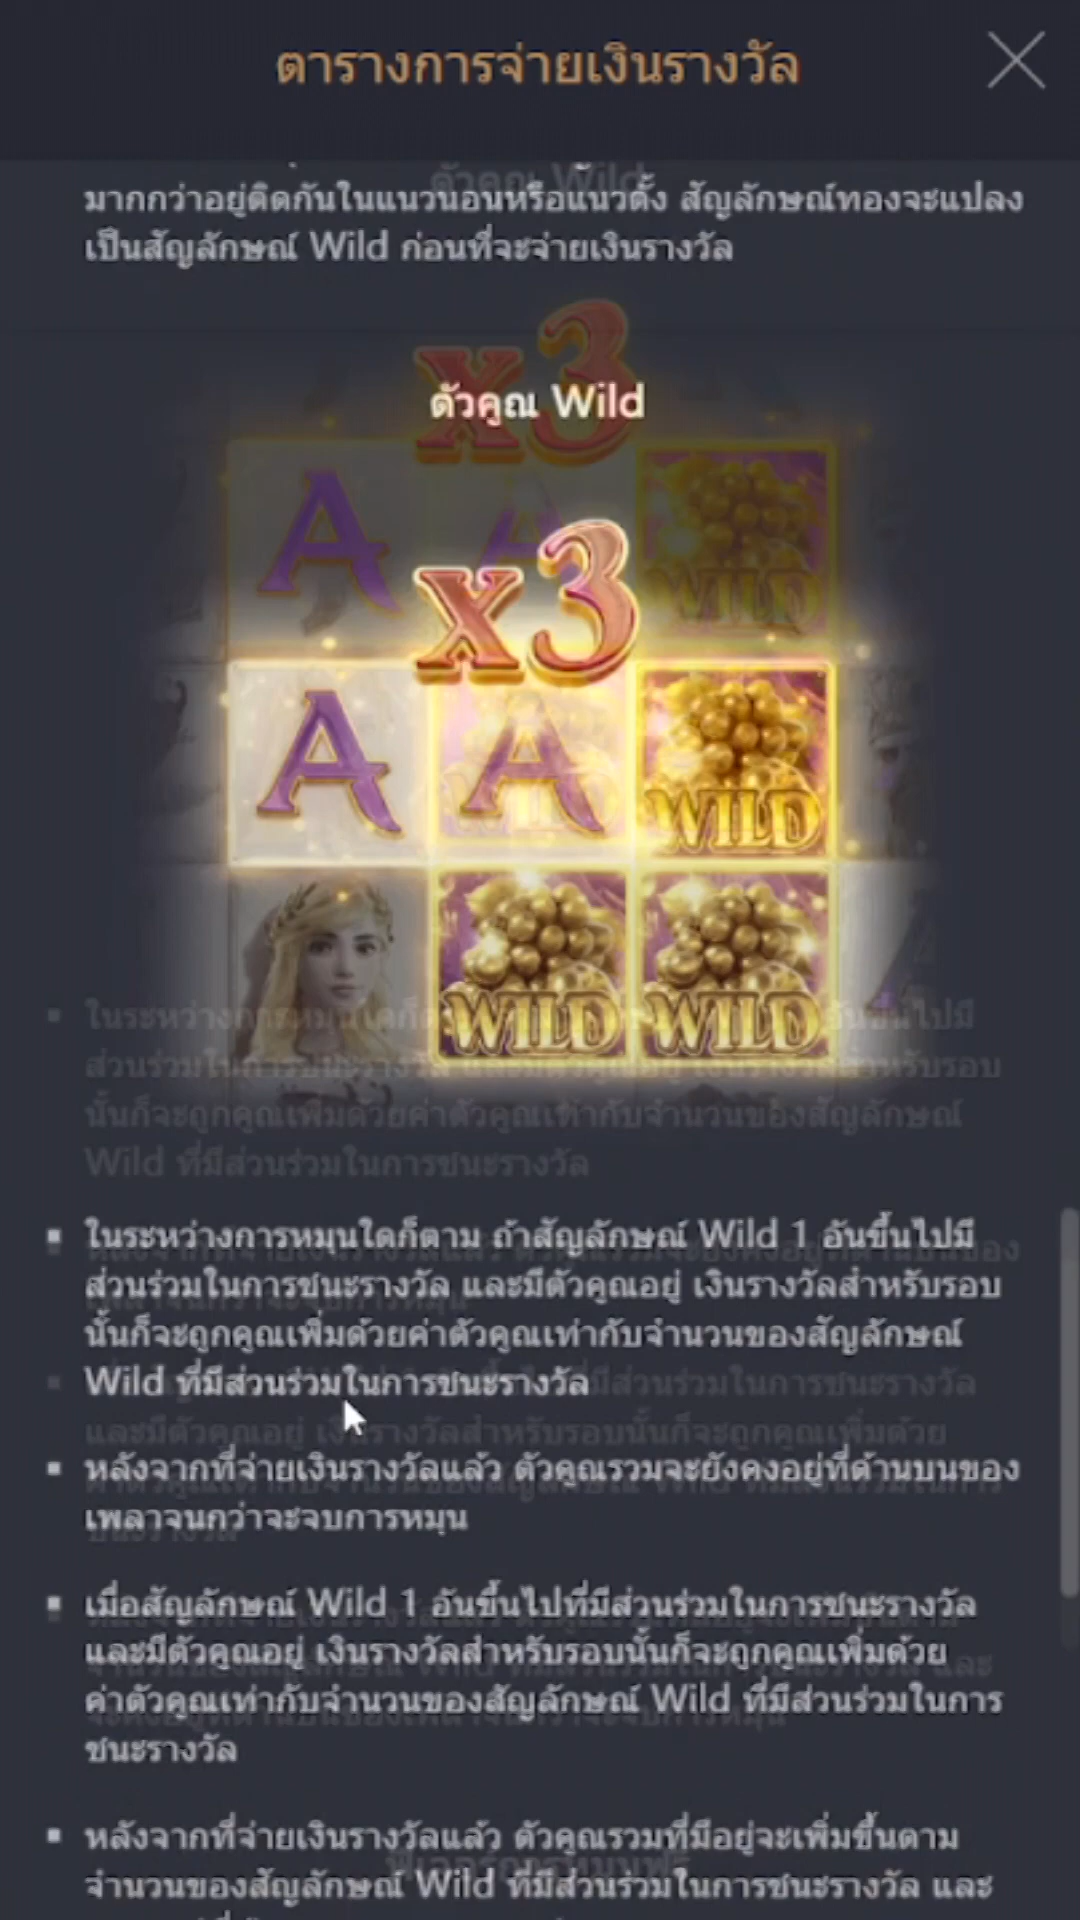 ตารางการจ่ายเงินรางวัล
มากกว่าอยู่ติดกันในแนวนอนหรือแนวตั้ง สัญลักษณ์ทองจะแปลง
เป็นสัญลักษณ์ Wild ก่อนที่จะจ่ายเงินรางวัล
ตัวคูณ Wild
x3
A A WILD
WILD WILD
ในระหว่างการหมุนใดก็ตาม ถ้าสัญลักษณ์ Wild 1 อันขึ้นไปมี
ส่วนร่วมในการชนะรางวัล และมีตัวคูณอยู่ เงินรางวัลสำหรับรอบ
นั้นก็จะถูกคูณเพิ่มด้วยค่าตัวคูณเท่ากับจำนวนของสัญลักษณ์
Wild ที่มีส่วนร่วมในการชนะรางวัล
หลังจากที่จ่ายเงินรางวัลแล้ว ตัวคูณรวมจะยังคงอยู่ที่ด้านบนของ
เพลาจนกว่าจะจบการหมุน
เมื่อสัญลักษณ์ Wild 1 อันขึ้นไปที่มีส่วนร่วมในการชนะรางวัล
และมีตัวคูณอยู่ เงินรางวัลสำหรับรอบนั้นก็จะถูกคูณเพิ่มด้วย
ค่าตัวคูณเท่ากับจำนวนของสัญลักษณ์ Wild ที่มีส่วนร่วมในการ
ชนะรางวัล
หลังจากที่จ่ายเงินรางวัลแล้ว ตัวคูณรวมที่มีอยู่จะเพิ่มขึ้นตาม
จำนวนของสัญลักษณ์ Wild ที่มีส่วนร่วมในการชนะรางวัล และ